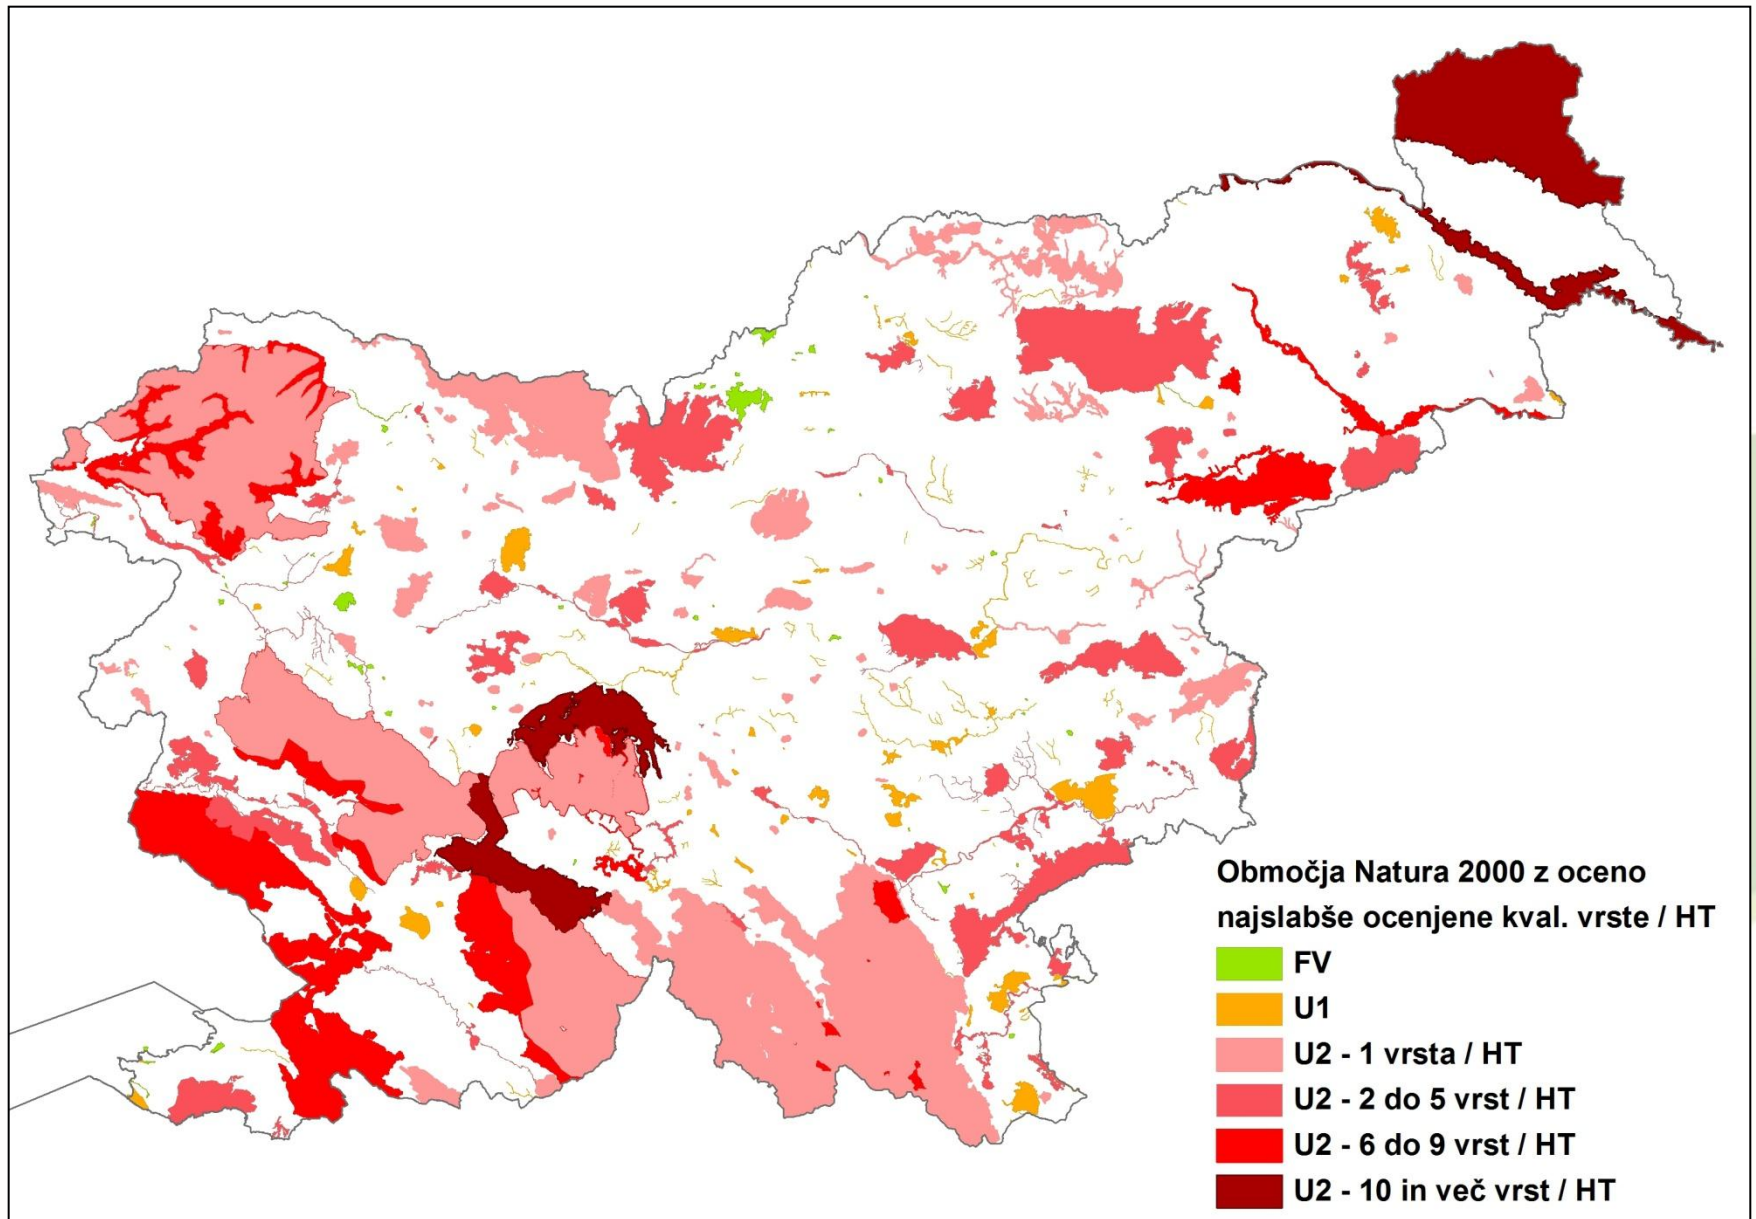 Območja Natura 2000 z oceno
najslabše ocenjene kval. vrste / HT
FV
U1
U2 - 1 vrsta / HT
U2 - 2 do 5 vrst / HT
U2 - 6 do 9 vrst / HT
U2 - 10 in več vrst / HT